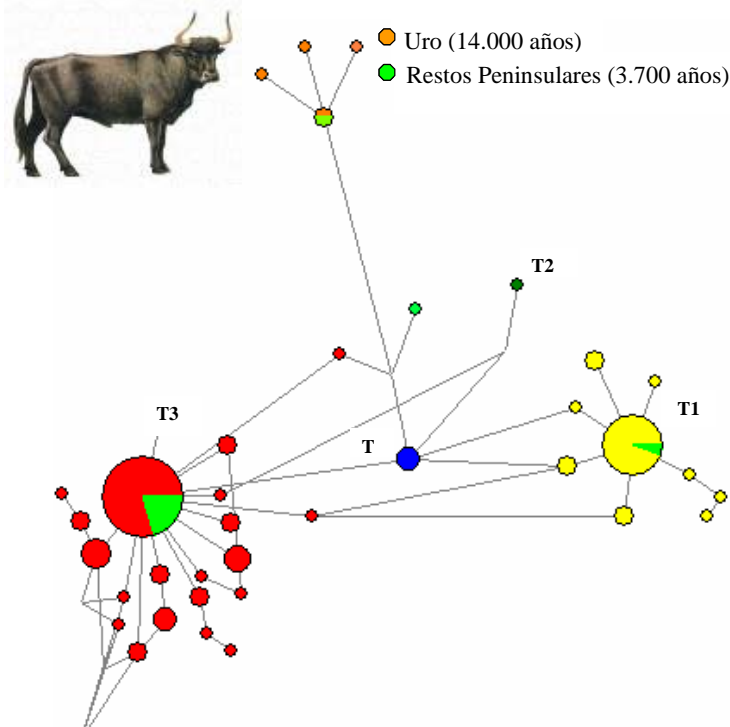 Uro (14.000 años)
Restos Peninsulares (3.700 años)
T2
T3
T1
T